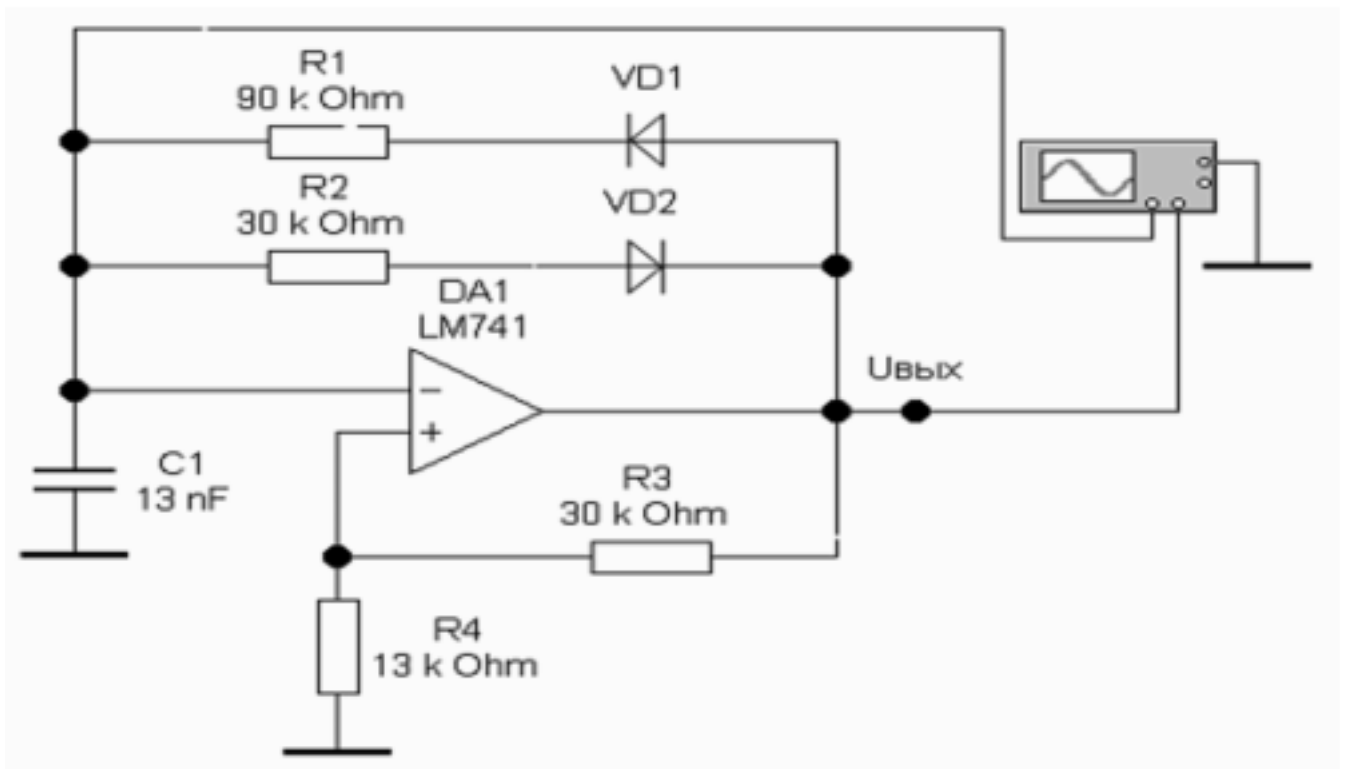 R1
90 k Ohm
VD1
R2
30 k Ohm
VD2
DA1
LM741
−
+
Uвых
C1
13 nF
R3
30 k Ohm
R4
13 k Ohm